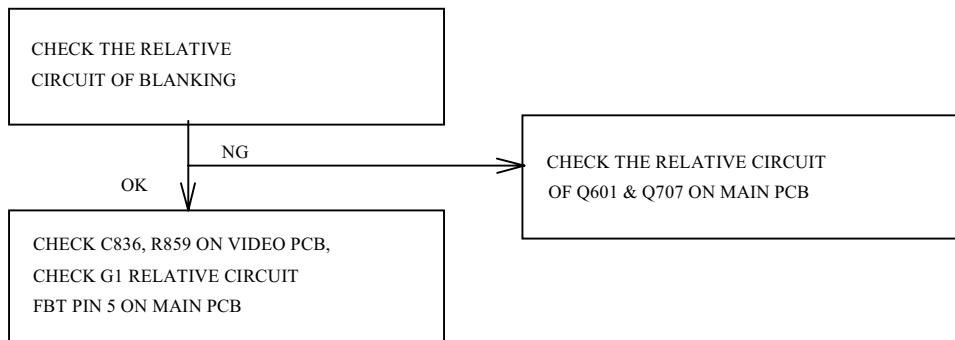 CHECK THE RELATIVE
CIRCUIT OF BLANKING
NG
CHECK THE RELATIVE CIRCUIT
OF Q601 & Q707 ON MAIN PCB
OK
CHECK C836, R859 ON VIDEO PCB,
CHECK G1 RELATIVE CIRCUIT
FBT PIN 5 ON MAIN PCB